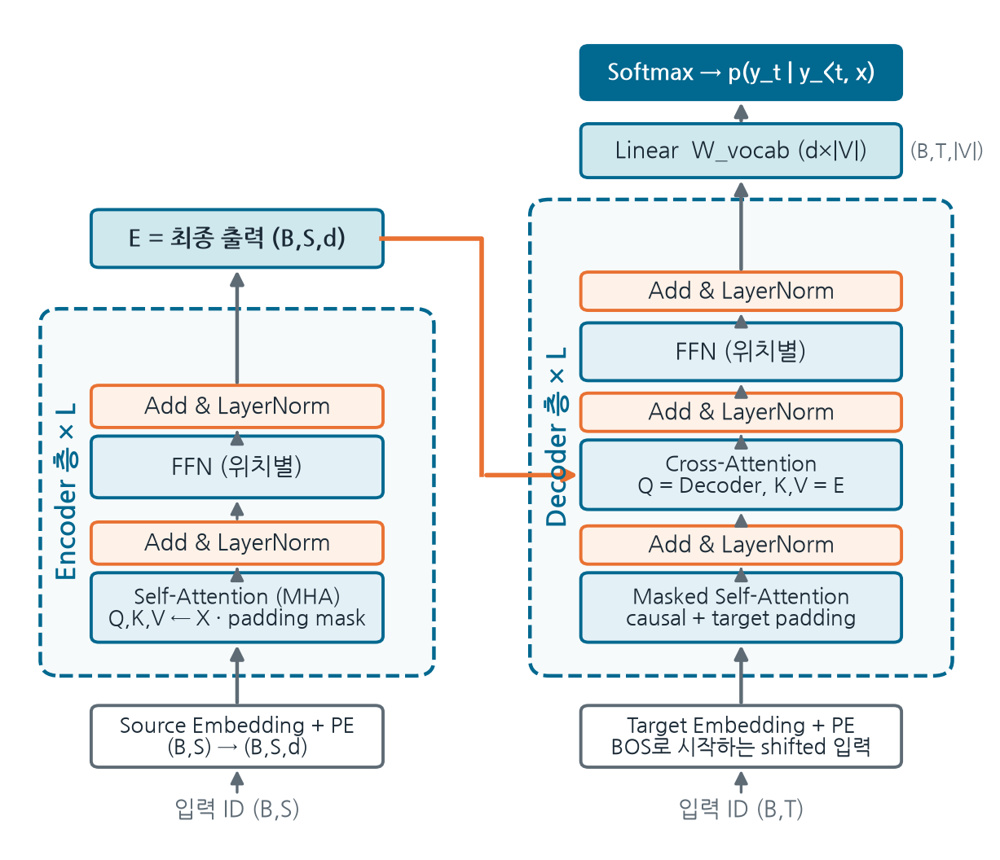 E = 최종 출력 (B,S,d)
Encoder 층 × L
Add & LayerNorm
FFN (위치별)
Add & LayerNorm
Self-Attention (MHA)
Q,K,V ← X · padding mask
Source Embedding + PE
(B,S) → (B,S,d)
입력 ID (B,S)
Softmax → p(y_t | y_<t, x)
Linear  W_vocab (d×|V|)
(B,T,|V|)
Decoder 층 × L
Add & LayerNorm
FFN (위치별)
Add & LayerNorm
Cross-Attention
Q = Decoder, K,V = E
Add & LayerNorm
Masked Self-Attention
causal + target padding
Target Embedding + PE
BOS로 시작하는 shifted 입력
입력 ID (B,T)